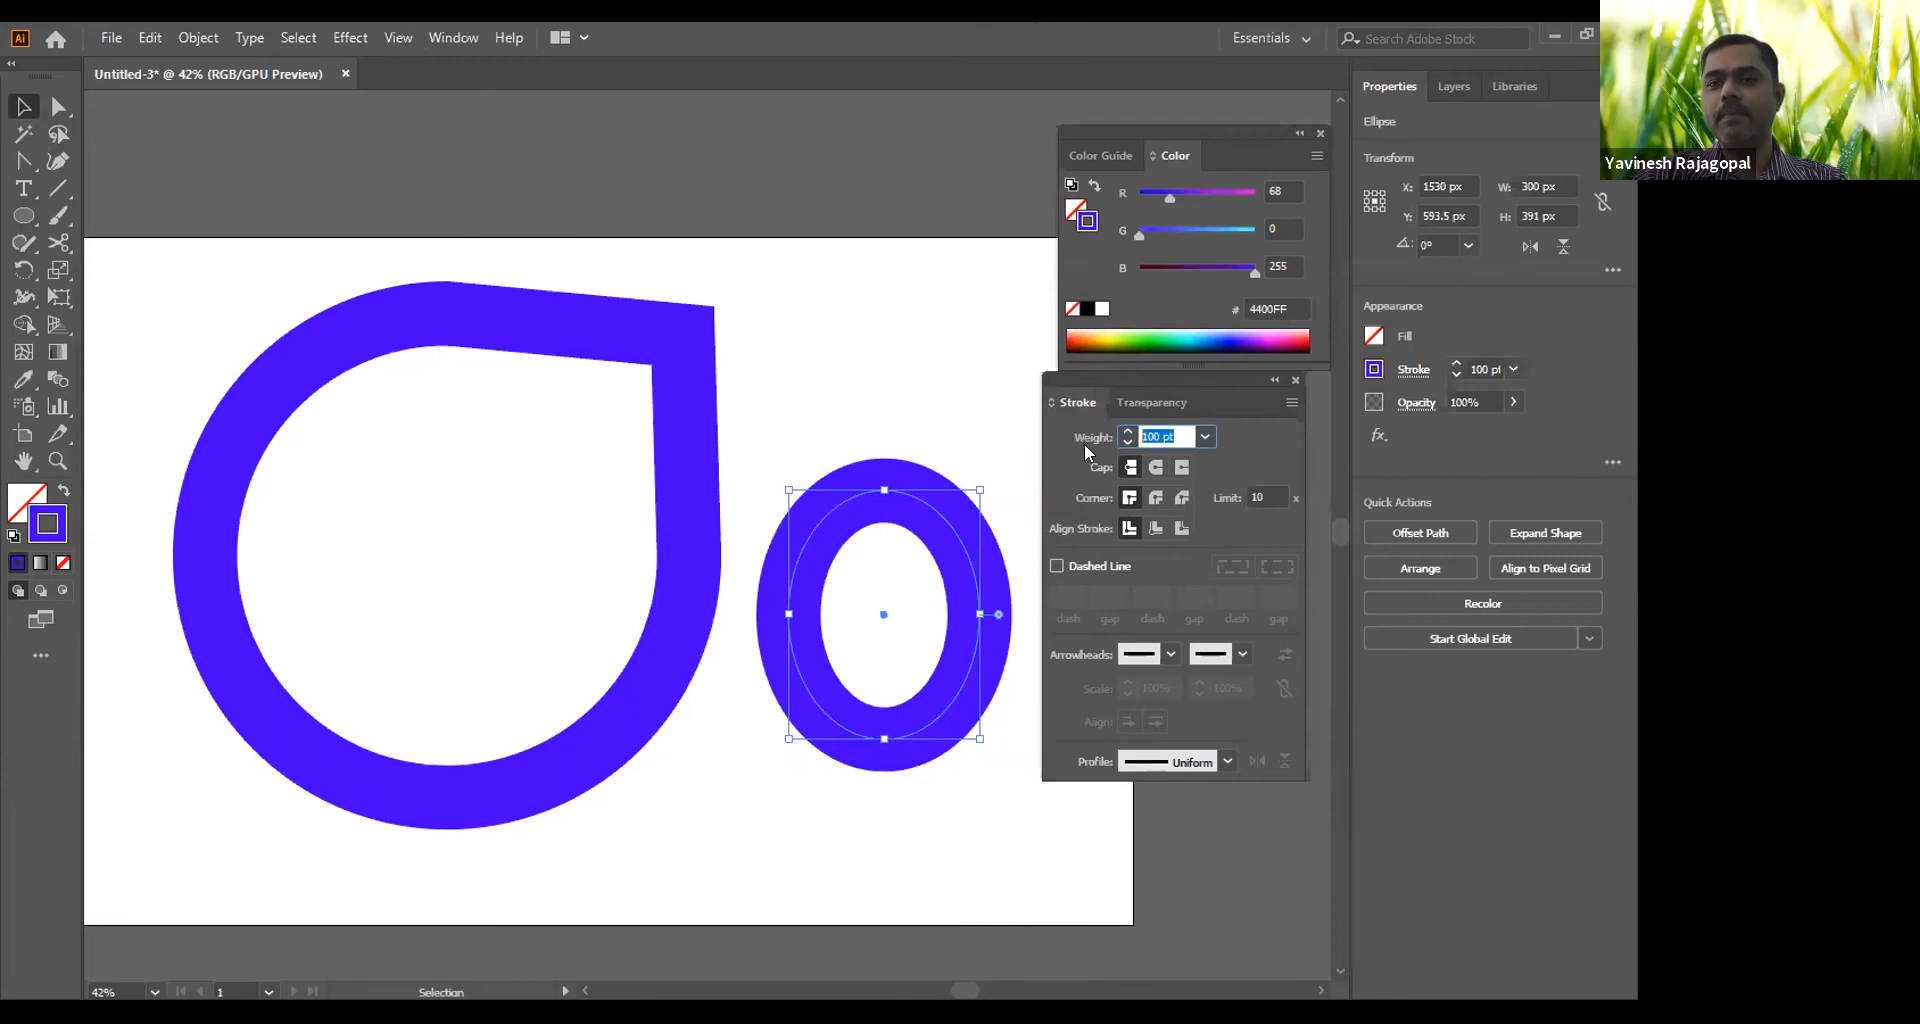 Ai File Edit Object Type Select Effect View Window Help Essentials Search Adobe Stock
Untitled-3* @ 42% (RGB/GPU Preview) ×
Color Guide Color
R 68
G 0
B 255
# 4400FF
Stroke Transparency
Weight: 100 pt
Cap:
Corner: Limit: 10 x
Align Stroke:
Dashed Line
dash gap dash gap dash gap
Arrowheads:
Scale: 100% 100%
Align:
Profile: Uniform
Properties Layers Libraries
Ellipse
Transform
X: 1530 px W: 300 px
Y: 593.5 px H: 391 px
0°
Appearance
Fill
Stroke 100 pt
Opacity 100%
fx.
Quick Actions
Offset Path Expand Shape
Arrange Align to Pixel Grid
Recolor
Start Global Edit
Yavinesh Rajagopal
42% 1 Selection